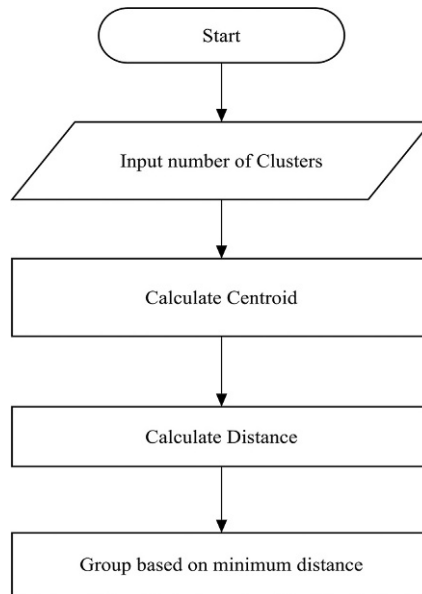 Start
Input number of Clusters
Calculate Centroid
Calculate Distance
Group based on minimum distance